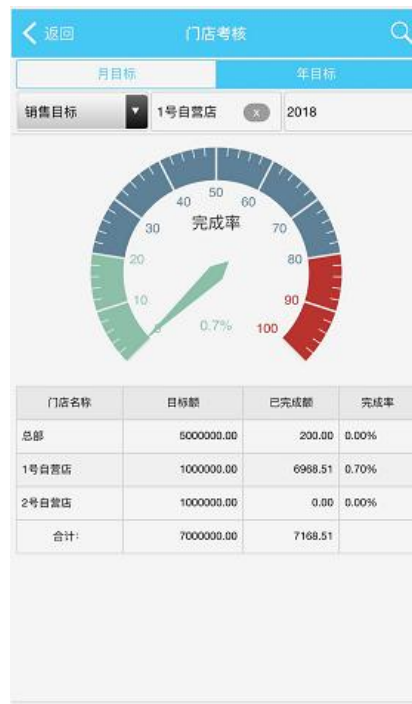 返回 门店考核
月目标 年目标
销售目标 1号自营店 x 2018
50
40 60
完成率
30 70
20 80
10 90
0 0.7% 100
门店名称 目标额 已完成额 完成率
总部 5000000.00 200.00 0.00%
1号自营店 1000000.00 6968.51 0.70%
2号自营店 1000000.00 0.00 0.00%
合计: 7000000.00 7168.51